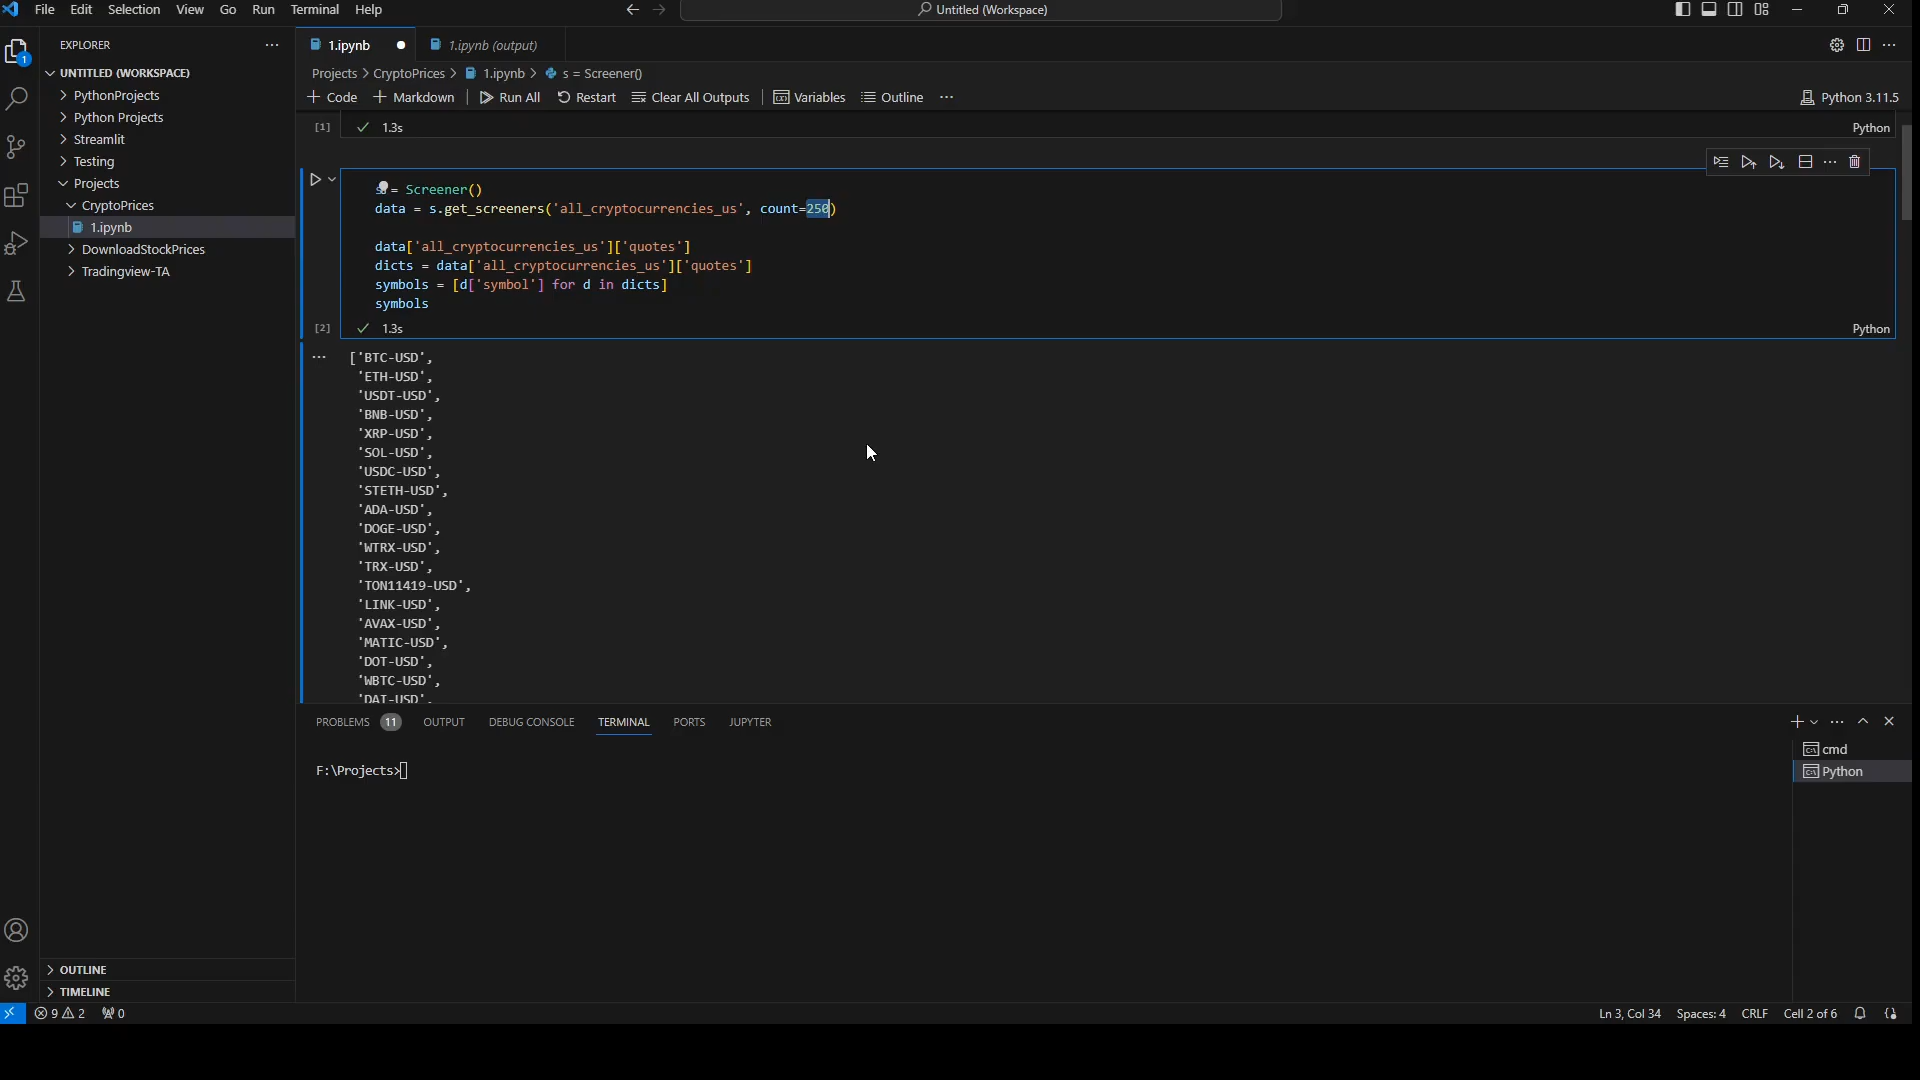 File Edit Selection View Go Run Terminal Help
Untitled (Workspace)
EXPLORER
1
UNTITLED (WORKSPACE)
PythonProjects
Python Projects
Streamlit
Testing
Projects
CryptoPrices
1.ipynb
DownloadStockPrices
Tradingview-TA
OUTLINE
TIMELINE
1.ipynb
1.ipynb (output)
Projects > CryptoPrices > 1.ipynb > s = Screener()
+ Code + Markdown Run All Restart Clear All Outputs Variables Outline ...
Python 3.11.5
[1] 1.3s Python
= Screener()
data = s.get_screeners('all_cryptocurrencies_us', count=250)
data['all_cryptocurrencies_us']['quotes']
dicts = data['all_cryptocurrencies_us']['quotes']
symbols = [d['symbol'] for d in dicts]
symbols
[2] 1.3s Python
['BTC-USD',
'ETH-USD',
'USDT-USD',
'BNB-USD',
'XRP-USD',
'SOL-USD',
'USDC-USD',
'STETH-USD',
'ADA-USD',
'DOGE-USD',
'WTRX-USD',
'TRX-USD',
'TON11419-USD',
'LINK-USD',
'AVAX-USD',
'MATIC-USD',
'DOT-USD',
'WBTC-USD',
'DAI-USD',
PROBLEMS 11 OUTPUT DEBUG CONSOLE TERMINAL PORTS JUPYTER
F:\Projects>
cmd
Python
9 2 0
Ln 3, Col 34 Spaces: 4 CRLF Cell 2 of 6